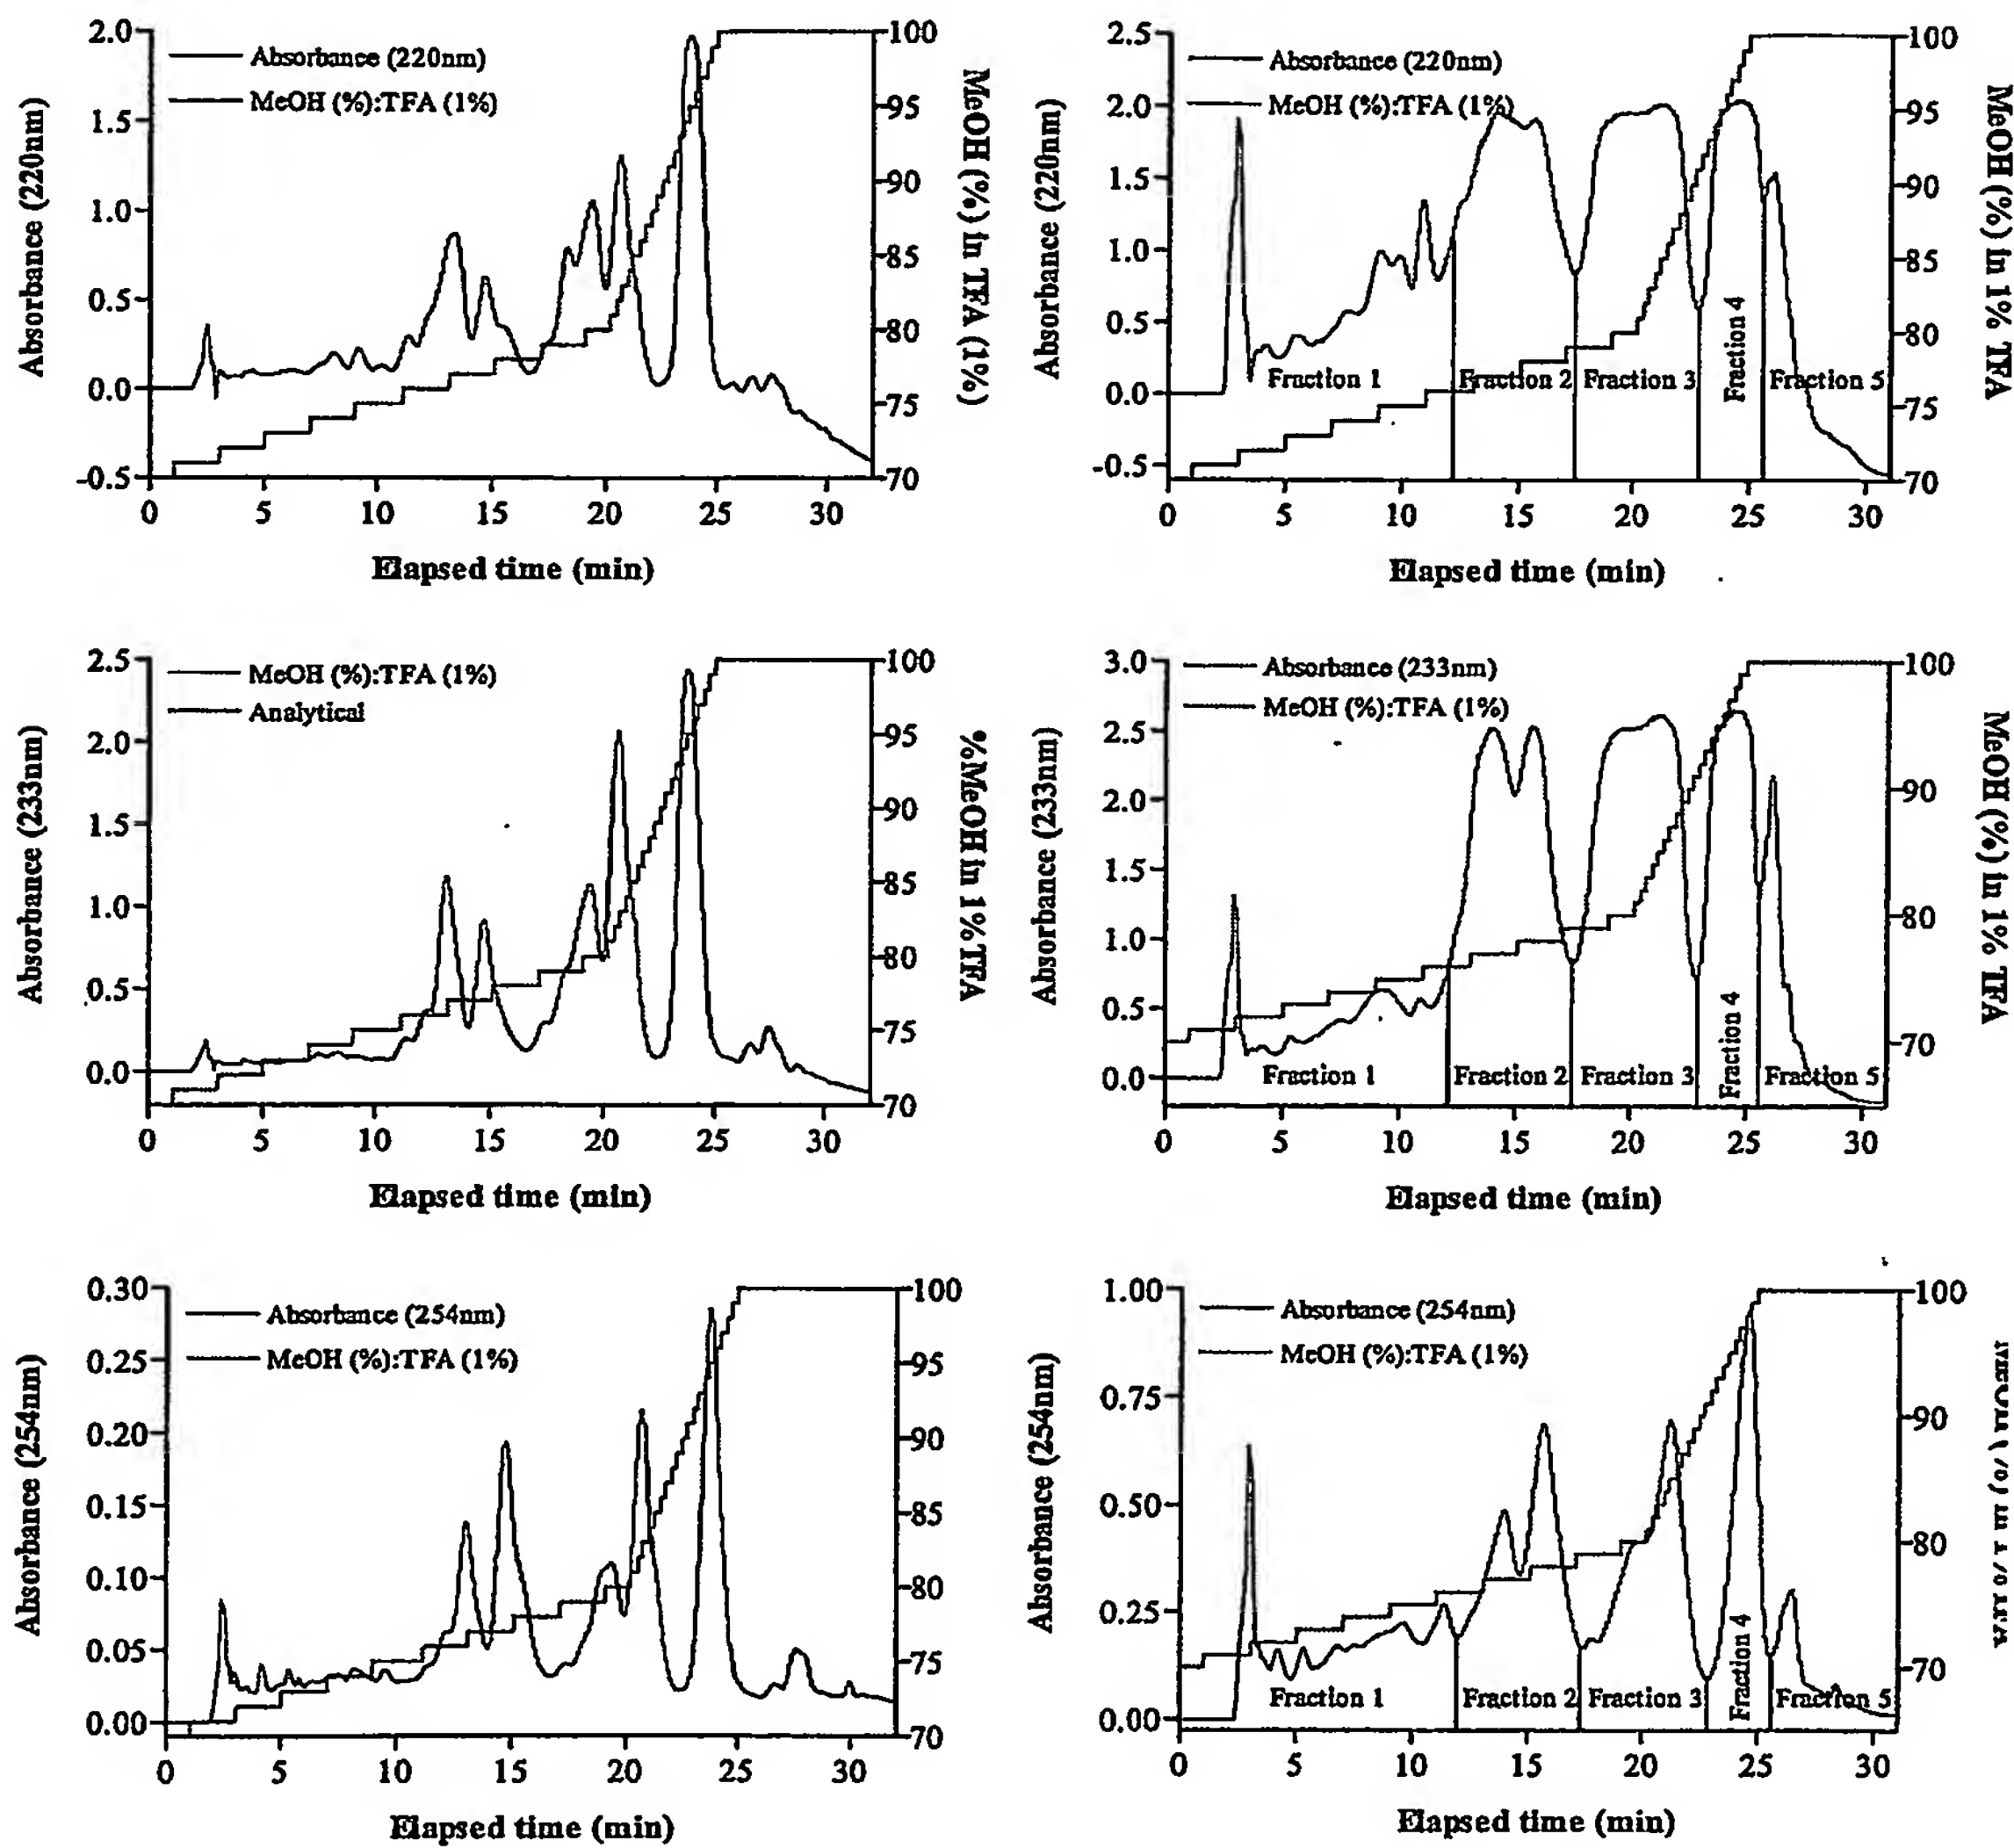 2.0
1.5
1.0
0.5
0.0
-0.5
Absorbance (220nm)
Absorbance (220nm)
MeOH (%):TFA (1%)
100
95
90
85
80
75
70
MeOH (%) in TFA (1%)
0 5 10 15 20 25 30
Elapsed time (min)
2.5
2.0
1.5
1.0
0.5
0.0
-0.5
Absorbance (220nm)
Absorbance (220nm)
MeOH (%):TFA (1%)
Fraction 1
Fraction 2
Fraction 3
Fraction 4
Fraction 5
100
95
90
85
80
75
70
MeOH (%) in 1% TFA
0 5 10 15 20 25 30
Elapsed time (min)
2.5
2.0
1.5
1.0
0.5
0.0
Absorbance (233nm)
MeOH (%):TFA (1%)
Analytical
100
95
90
85
80
75
70
%MeOH in 1%TFA
0 5 10 15 20 25 30
Elapsed time (min)
3.0
2.5
2.0
1.5
1.0
0.5
0.0
Absorbance (233nm)
Absorbance (233nm)
MeOH (%):TFA (1%)
Fraction 1
Fraction 2
Fraction 3
Fraction 4
Fraction 5
100
90
80
70
MeOH (%) in 1% TFA
0 5 10 15 20 25 30
Elapsed time (min)
0.30
0.25
0.20
0.15
0.10
0.05
0.00
Absorbance (254nm)
Absorbance (254nm)
MeOH (%):TFA (1%)
100
95
90
85
80
75
70
0 5 10 15 20 25 30
Elapsed time (min)
1.00
0.75
0.50
0.25
0.00
Absorbance (254nm)
Absorbance (254nm)
MeOH (%):TFA (1%)
Fraction 1
Fraction 2
Fraction 3
Fraction 4
Fraction 5
100
90
80
70
0 5 10 15 20 25 30
Elapsed time (min)